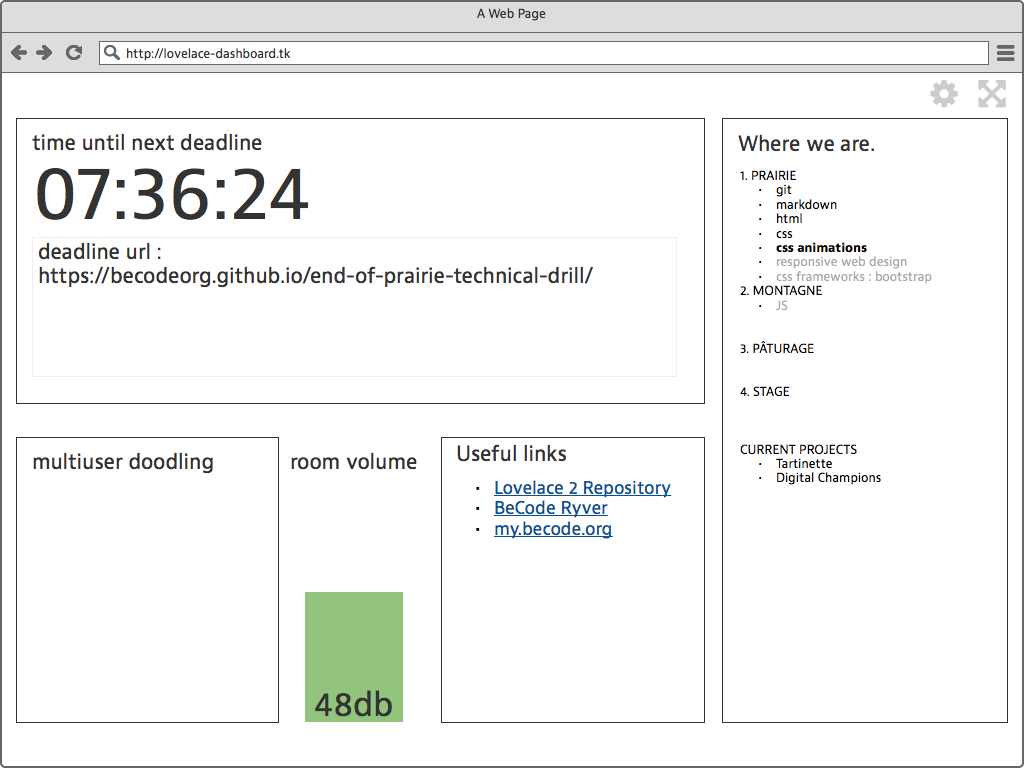 A Web Page
http://lovelace-dashboard.tk
time until next deadline
07:36:24
deadline url :
https://becodeorg.github.io/end-of-prairie-technical-drill/
multiuser doodling
room volume
48db
Useful links
· Lovelace 2 Repository
· BeCode Ryver
· my.becode.org
Where we are.
1. PRAIRIE
· git
· markdown
· html
· css
· css animations
· responsive web design
· css frameworks : bootstrap
2. MONTAGNE
· JS
3. PÂTURAGE
4. STAGE
CURRENT PROJECTS
· Tartinette
· Digital Champions